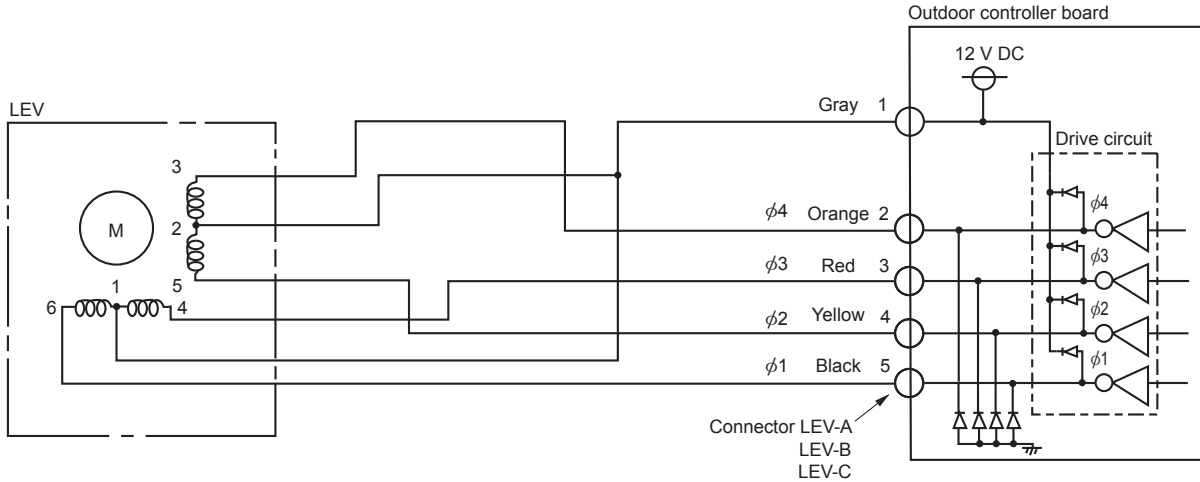 Outdoor controller board
12 V DC
LEV
Gray 1
Drive circuit
3
ϕ4
ϕ4 Orange 2
M
2
ϕ3
ϕ3 Red 3
1
5
6
4
ϕ2
ϕ2 Yellow 4
ϕ1
ϕ1 Black 5
Connector LEV-A
LEV-B
LEV-C